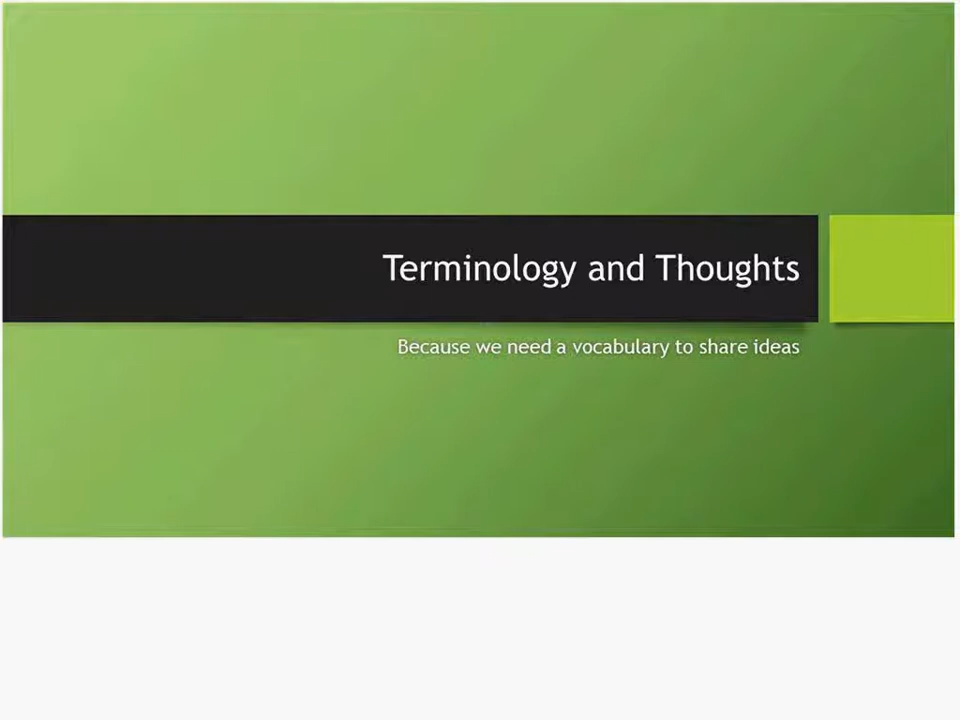 Terminology and Thoughts
Because we need a vocabulary to share ideas